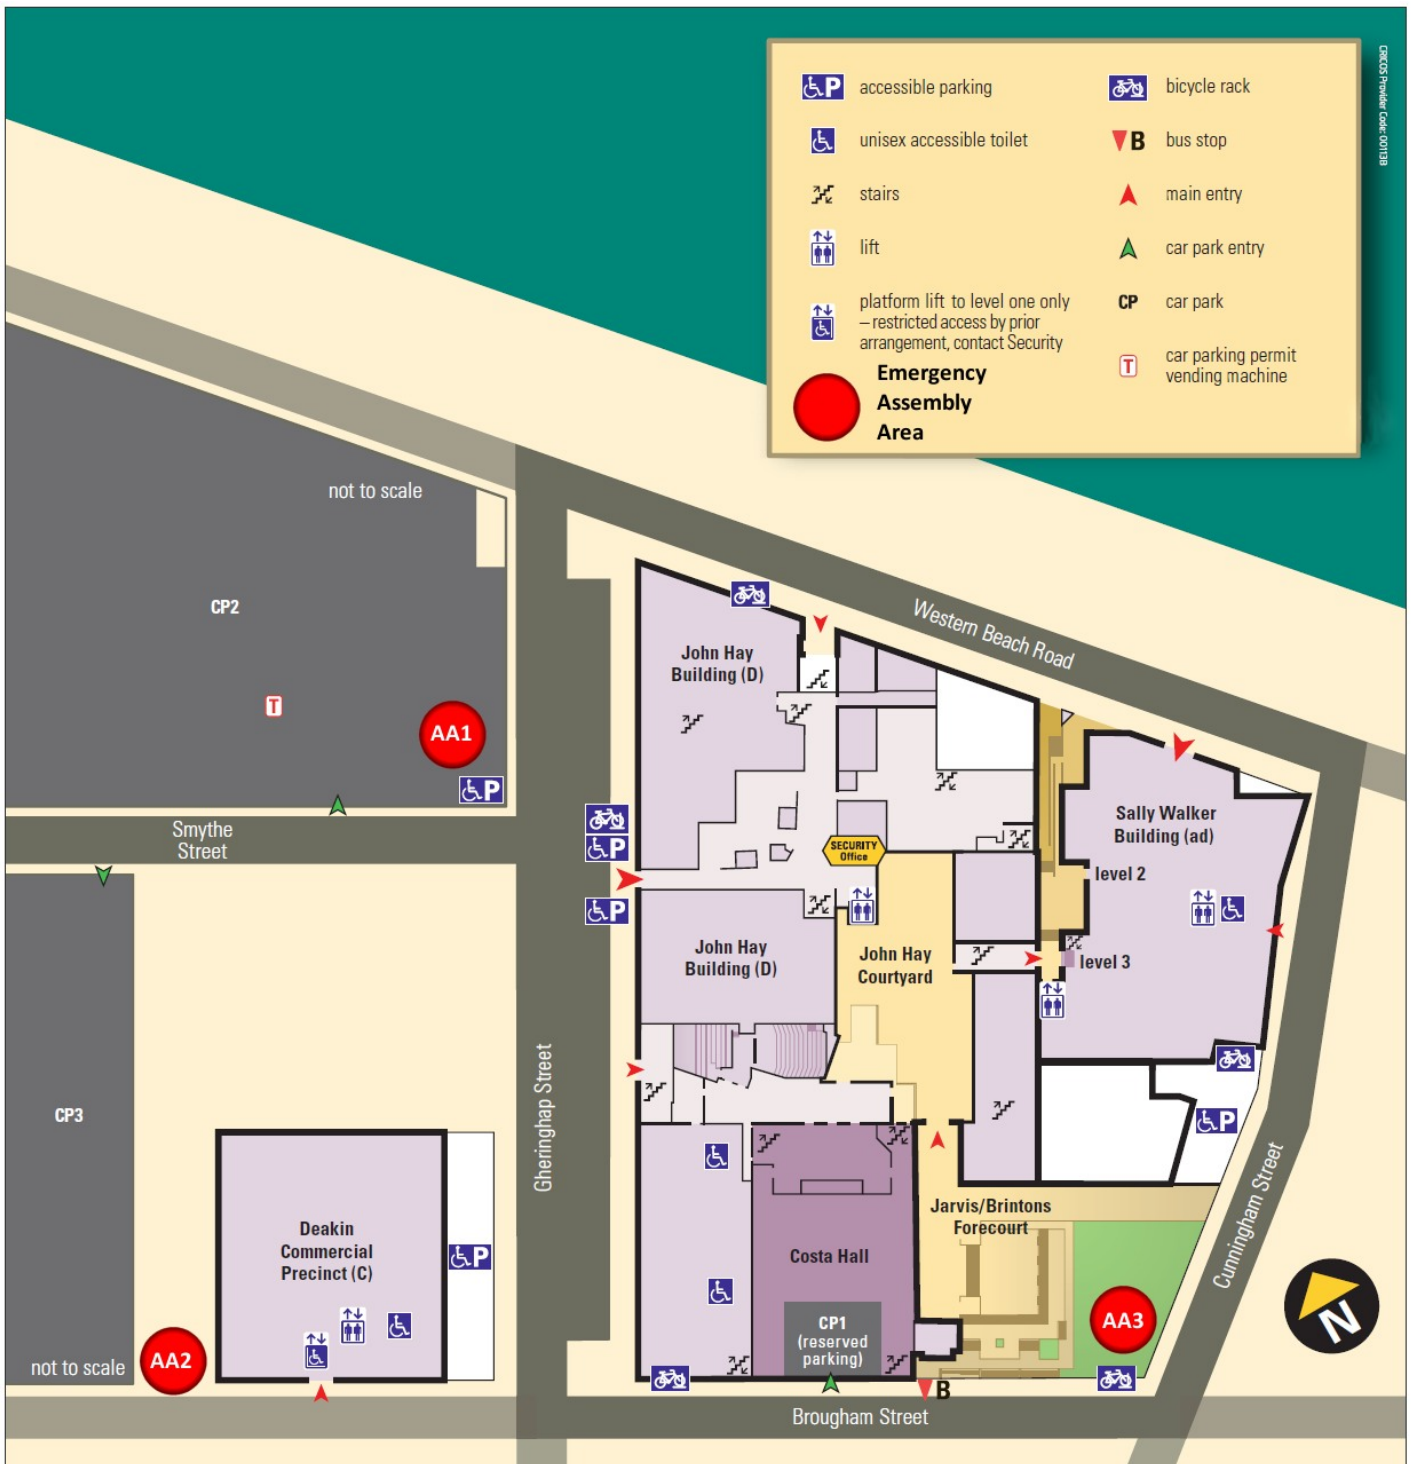 CRICOS Provider Code: 00113B
P accessible parking
unisex accessible toilet
stairs
lift
platform lift to level one only
– restricted access by prior
arrangement, contact Security
Emergency
Assembly
Area
bicycle rack
B bus stop
main entry
car park entry
CP car park
T car parking permit
vending machine
not to scale
CP2
T
AA1
P
Smythe
Street
CP3
not to scale
AA2
Deakin
Commercial
Precinct (C)
P
Gheringhap Street
Western Beach Road
John Hay
Building (D)
P
P
SECURITY
Office
John Hay
Building (D)
John Hay
Courtyard
Sally Walker
Building (ad)
level 2
level 3
P
Cunningham Street
Jarvis/Brintons
Forecourt
Costa Hall
CP1
(reserved
parking)
AA3
B
Brougham Street
N